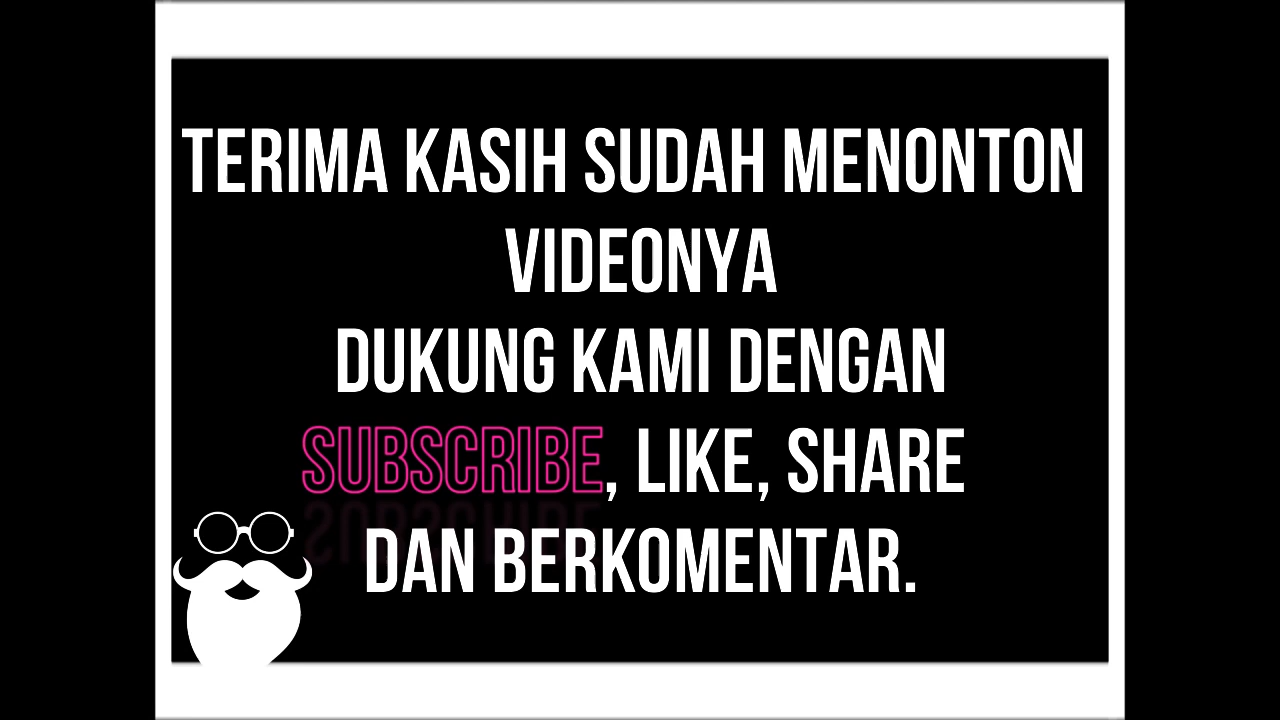 TERIMA KASIH SUDAH MENONTON
VIDEONYA
DUKUNG KAMI DENGAN
SUBSCRIBE, LIKE, SHARE
DAN BERKOMENTAR.